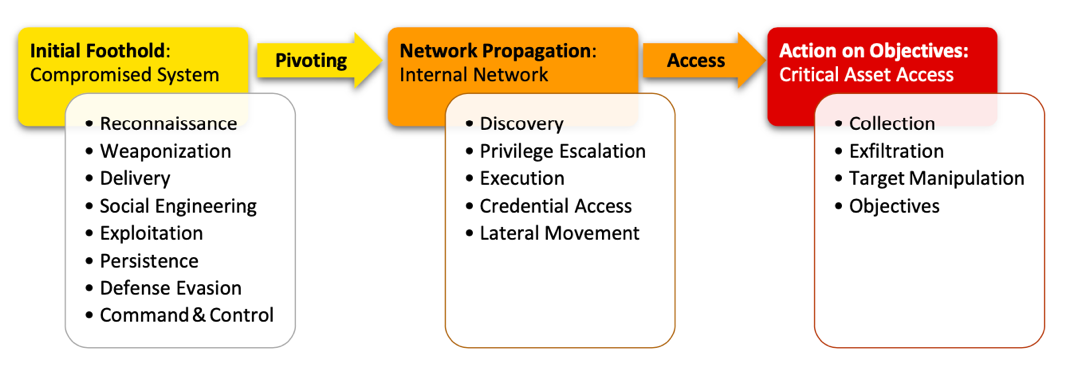 Initial Foothold:
Compromised System
• Reconnaissance
• Weaponization
• Delivery
• Social Engineering
• Exploitation
• Persistence
• Defense Evasion
• Command & Control
Pivoting
Network Propagation:
Internal Network
• Discovery
• Privilege Escalation
• Execution
• Credential Access
• Lateral Movement
Access
Action on Objectives:
Critical Asset Access
• Collection
• Exfiltration
• Target Manipulation
• Objectives